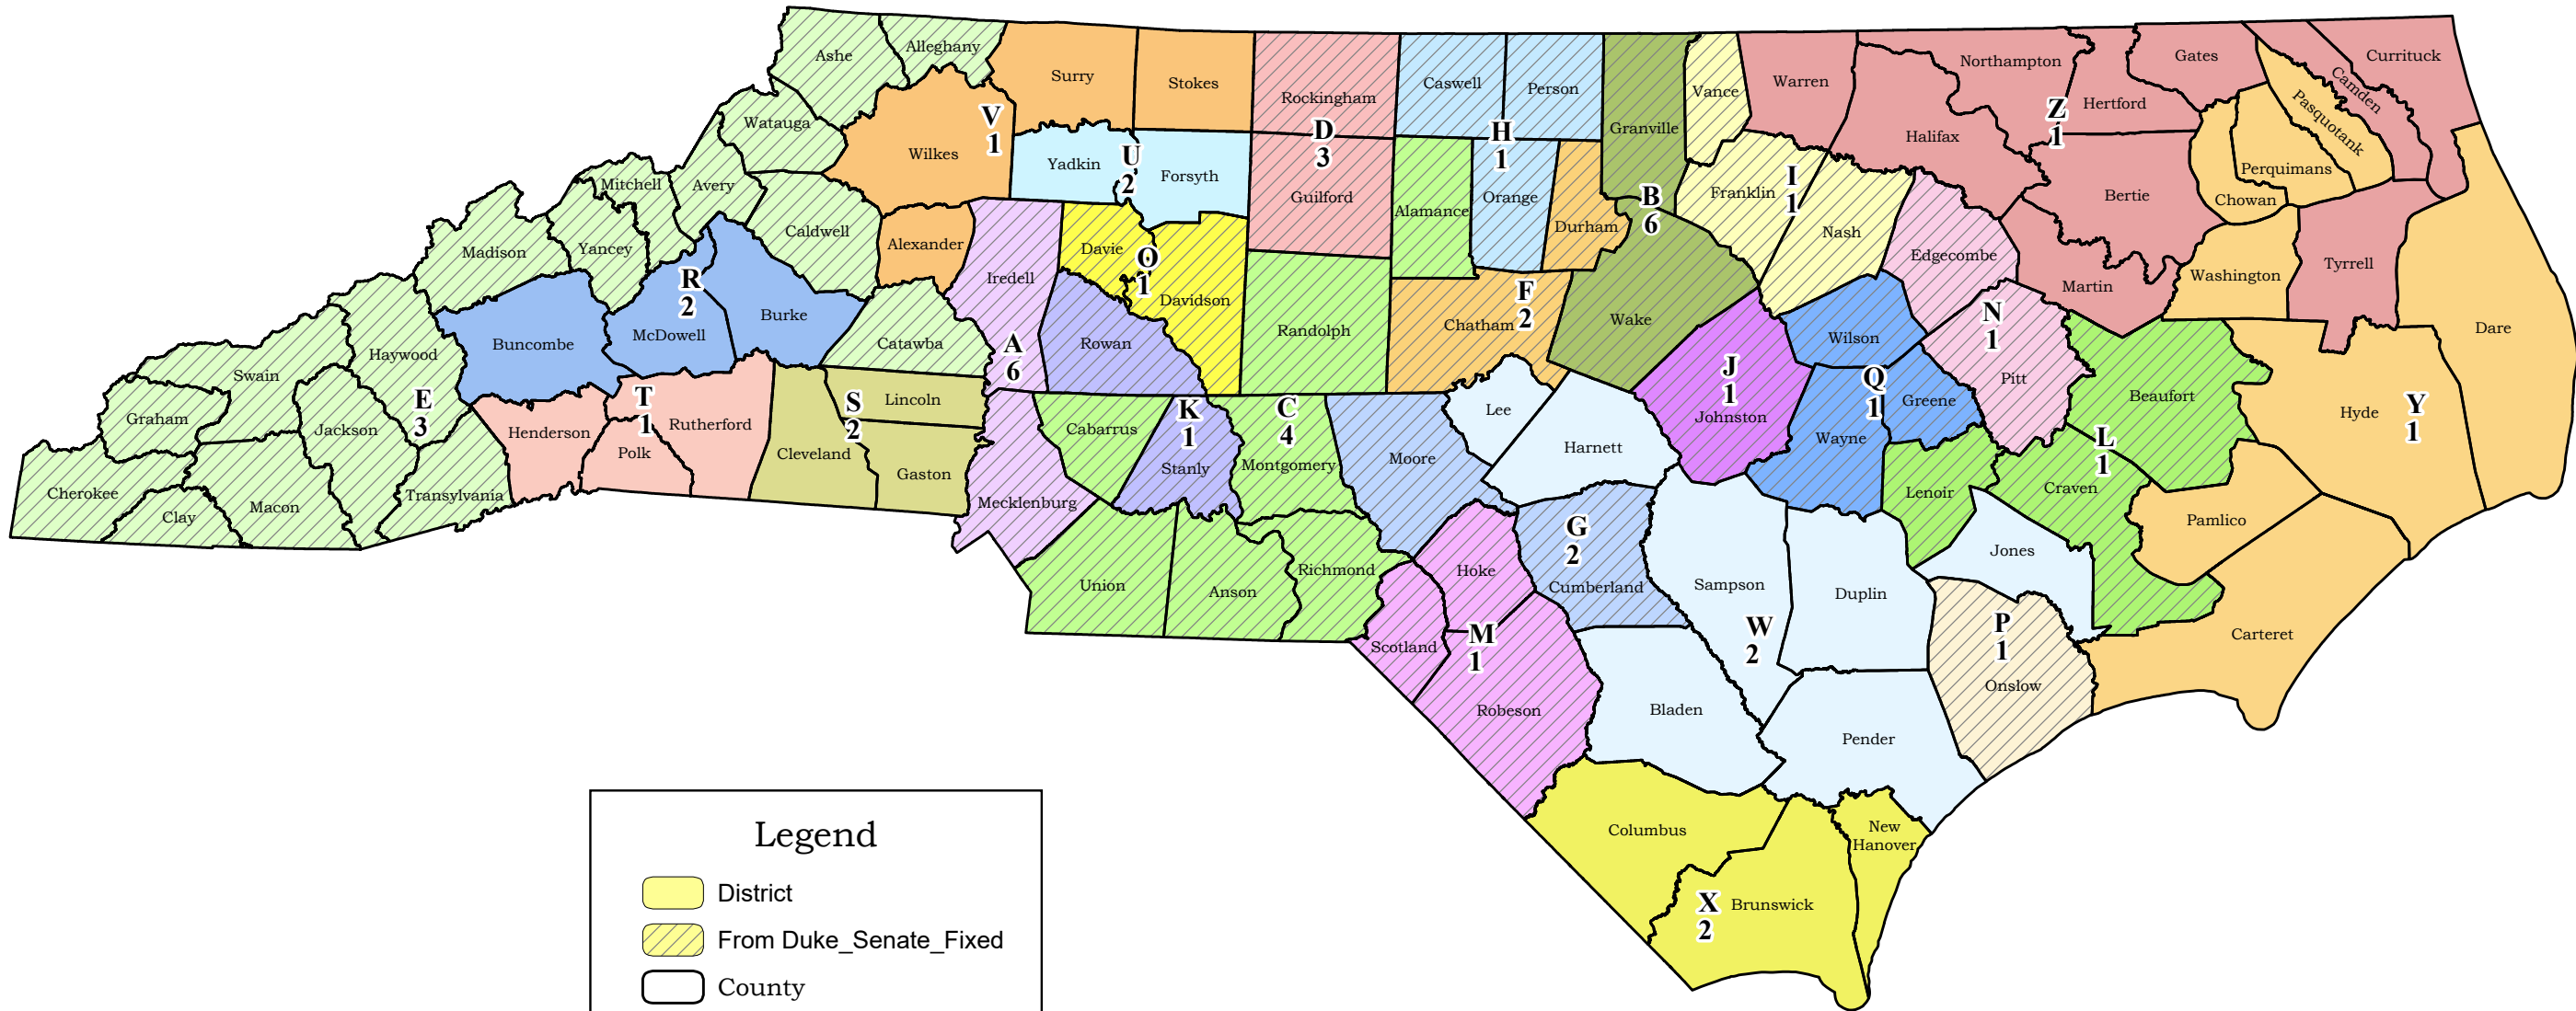 Ashe
Alleghany
Surry
Stokes
Rockingham
Caswell
Person
Granville
Vance
Warren
Northampton
Hertford
Gates
Camden
Currituck
Pasquotank
Perquimans
Chowan
Halifax
Bertie
Z
1
Watauga
Wilkes
V
1
Yadkin
U
2
Forsyth
D
3
Guilford
H
1
Alamance
Orange
Durham
B
6
Franklin
I
1
Nash
Edgecombe
Martin
Washington
Tyrrell
Dare
Mitchell
Avery
Caldwell
Alexander
Madison
Yancey
Iredell
Davie
O
1
Davidson
Randolph
Chatham
F
2
Wake
Wilson
N
1
Pitt
Beaufort
Hyde
Y
1
R
2
McDowell
Burke
Buncombe
Catawba
A
6
Rowan
J
1
Johnston
Q
1
Greene
Wayne
Haywood
Swain
E
3
Graham
Jackson
T
1
Henderson
Polk
Rutherford
S
2
Lincoln
Cleveland
Gaston
Cabarrus
K
1
Stanly
C
4
Montgomery
Moore
Lee
Harnett
L
1
Craven
Lenoir
Pamlico
Jones
Cherokee
Clay
Macon
Transylvania
Mecklenburg
Union
Anson
Richmond
Hoke
Scotland
M
1
Robeson
G
2
Cumberland
Sampson
Duplin
W
2
P
1
Onslow
Carteret
Bladen
Pender
Columbus
New
Hanover
X
2
Brunswick
Legend
District
From Duke_Senate_Fixed
County